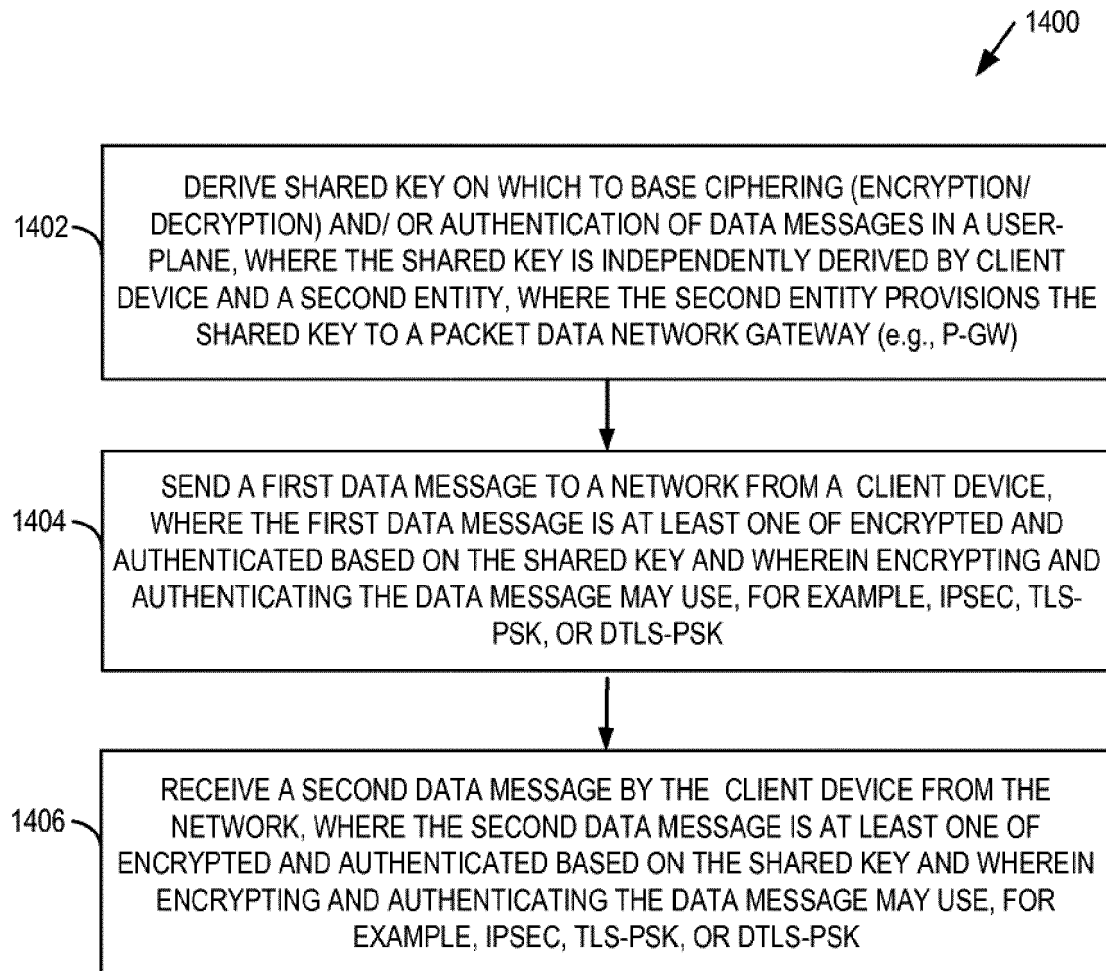 1400
1402
DERIVE SHARED KEY ON WHICH TO BASE CIPHERING (ENCRYPTION/
DECRYPTION) AND/ OR AUTHENTICATION OF DATA MESSAGES IN A USER-
PLANE, WHERE THE SHARED KEY IS INDEPENDENTLY DERIVED BY CLIENT
DEVICE AND A SECOND ENTITY, WHERE THE SECOND ENTITY PROVISIONS THE
SHARED KEY TO A PACKET DATA NETWORK GATEWAY (e.g., P-GW)
1404
SEND A FIRST DATA MESSAGE TO A NETWORK FROM A CLIENT DEVICE,
WHERE THE FIRST DATA MESSAGE IS AT LEAST ONE OF ENCRYPTED AND
AUTHENTICATED BASED ON THE SHARED KEY AND WHEREIN ENCRYPTING AND
AUTHENTICATING THE DATA MESSAGE MAY USE, FOR EXAMPLE, IPSEC, TLS-
PSK, OR DTLS-PSK
1406
RECEIVE A SECOND DATA MESSAGE BY THE CLIENT DEVICE FROM THE
NETWORK, WHERE THE SECOND DATA MESSAGE IS AT LEAST ONE OF
ENCRYPTED AND AUTHENTICATED BASED ON THE SHARED KEY AND WHEREIN
ENCRYPTING AND AUTHENTICATING THE DATA MESSAGE MAY USE, FOR
EXAMPLE, IPSEC, TLS-PSK, OR DTLS-PSK